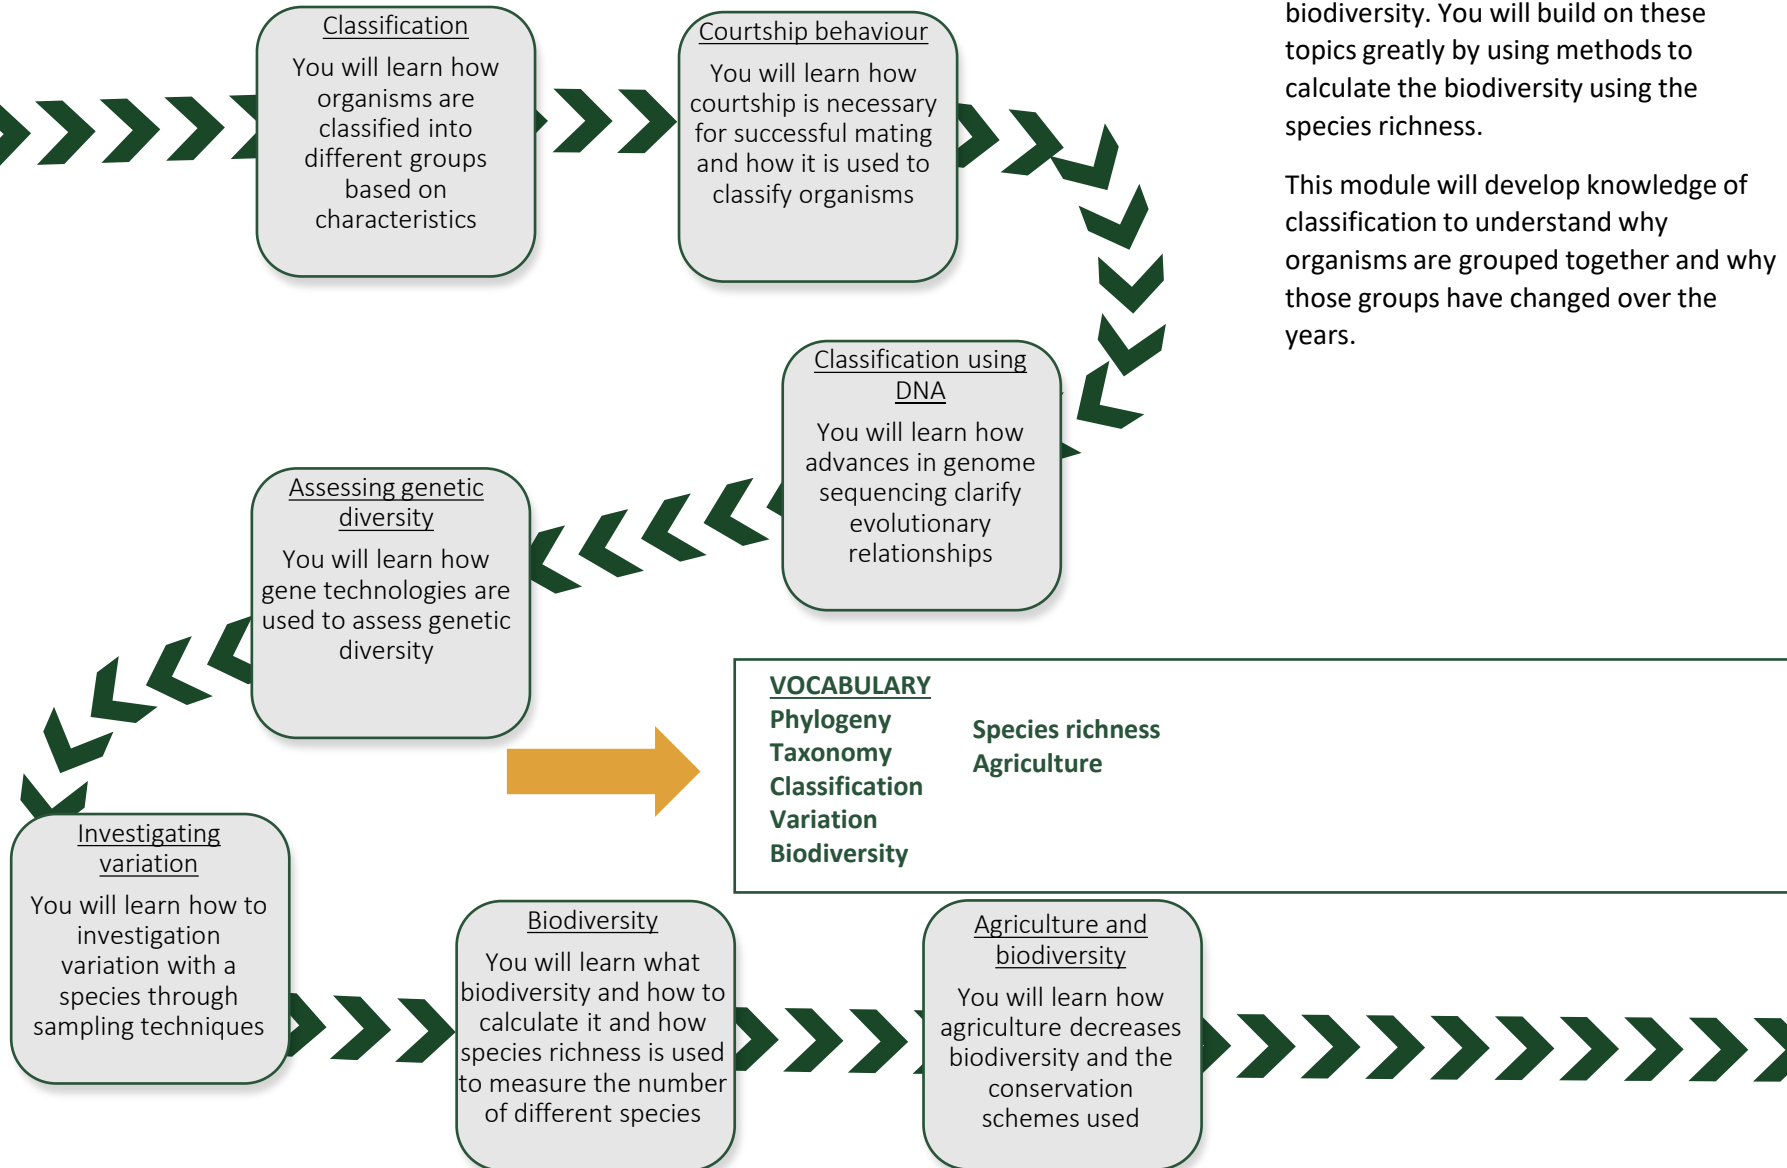 Classification
You will learn how
organisms are
classified into
different groups
based on
characteristics
Courtship behaviour
You will learn how
courtship is necessary
for successful mating
and how it is used to
classify organisms
biodiversity. You will build on these
topics greatly by using methods to
calculate the biodiversity using the
species richness.
This module will develop knowledge of
classification to understand why
organisms are grouped together and why
those groups have changed over the
years.
Classification using
DNA
You will learn how
advances in genome
sequencing clarify
evolutionary
relationships
Assessing genetic
diversity
You will learn how
gene technologies are
used to assess genetic
diversity
VOCABULARY
Phylogeny
Taxonomy
Classification
Variation
Biodiversity
Species richness
Agriculture
Investigating
variation
You will learn how to
investigation
variation with a
species through
sampling techniques
Biodiversity
You will learn what
biodiversity and how to
calculate it and how
species richness is used
to measure the number
of different species
Agriculture and
biodiversity
You will learn how
agriculture decreases
biodiversity and the
conservation
schemes used